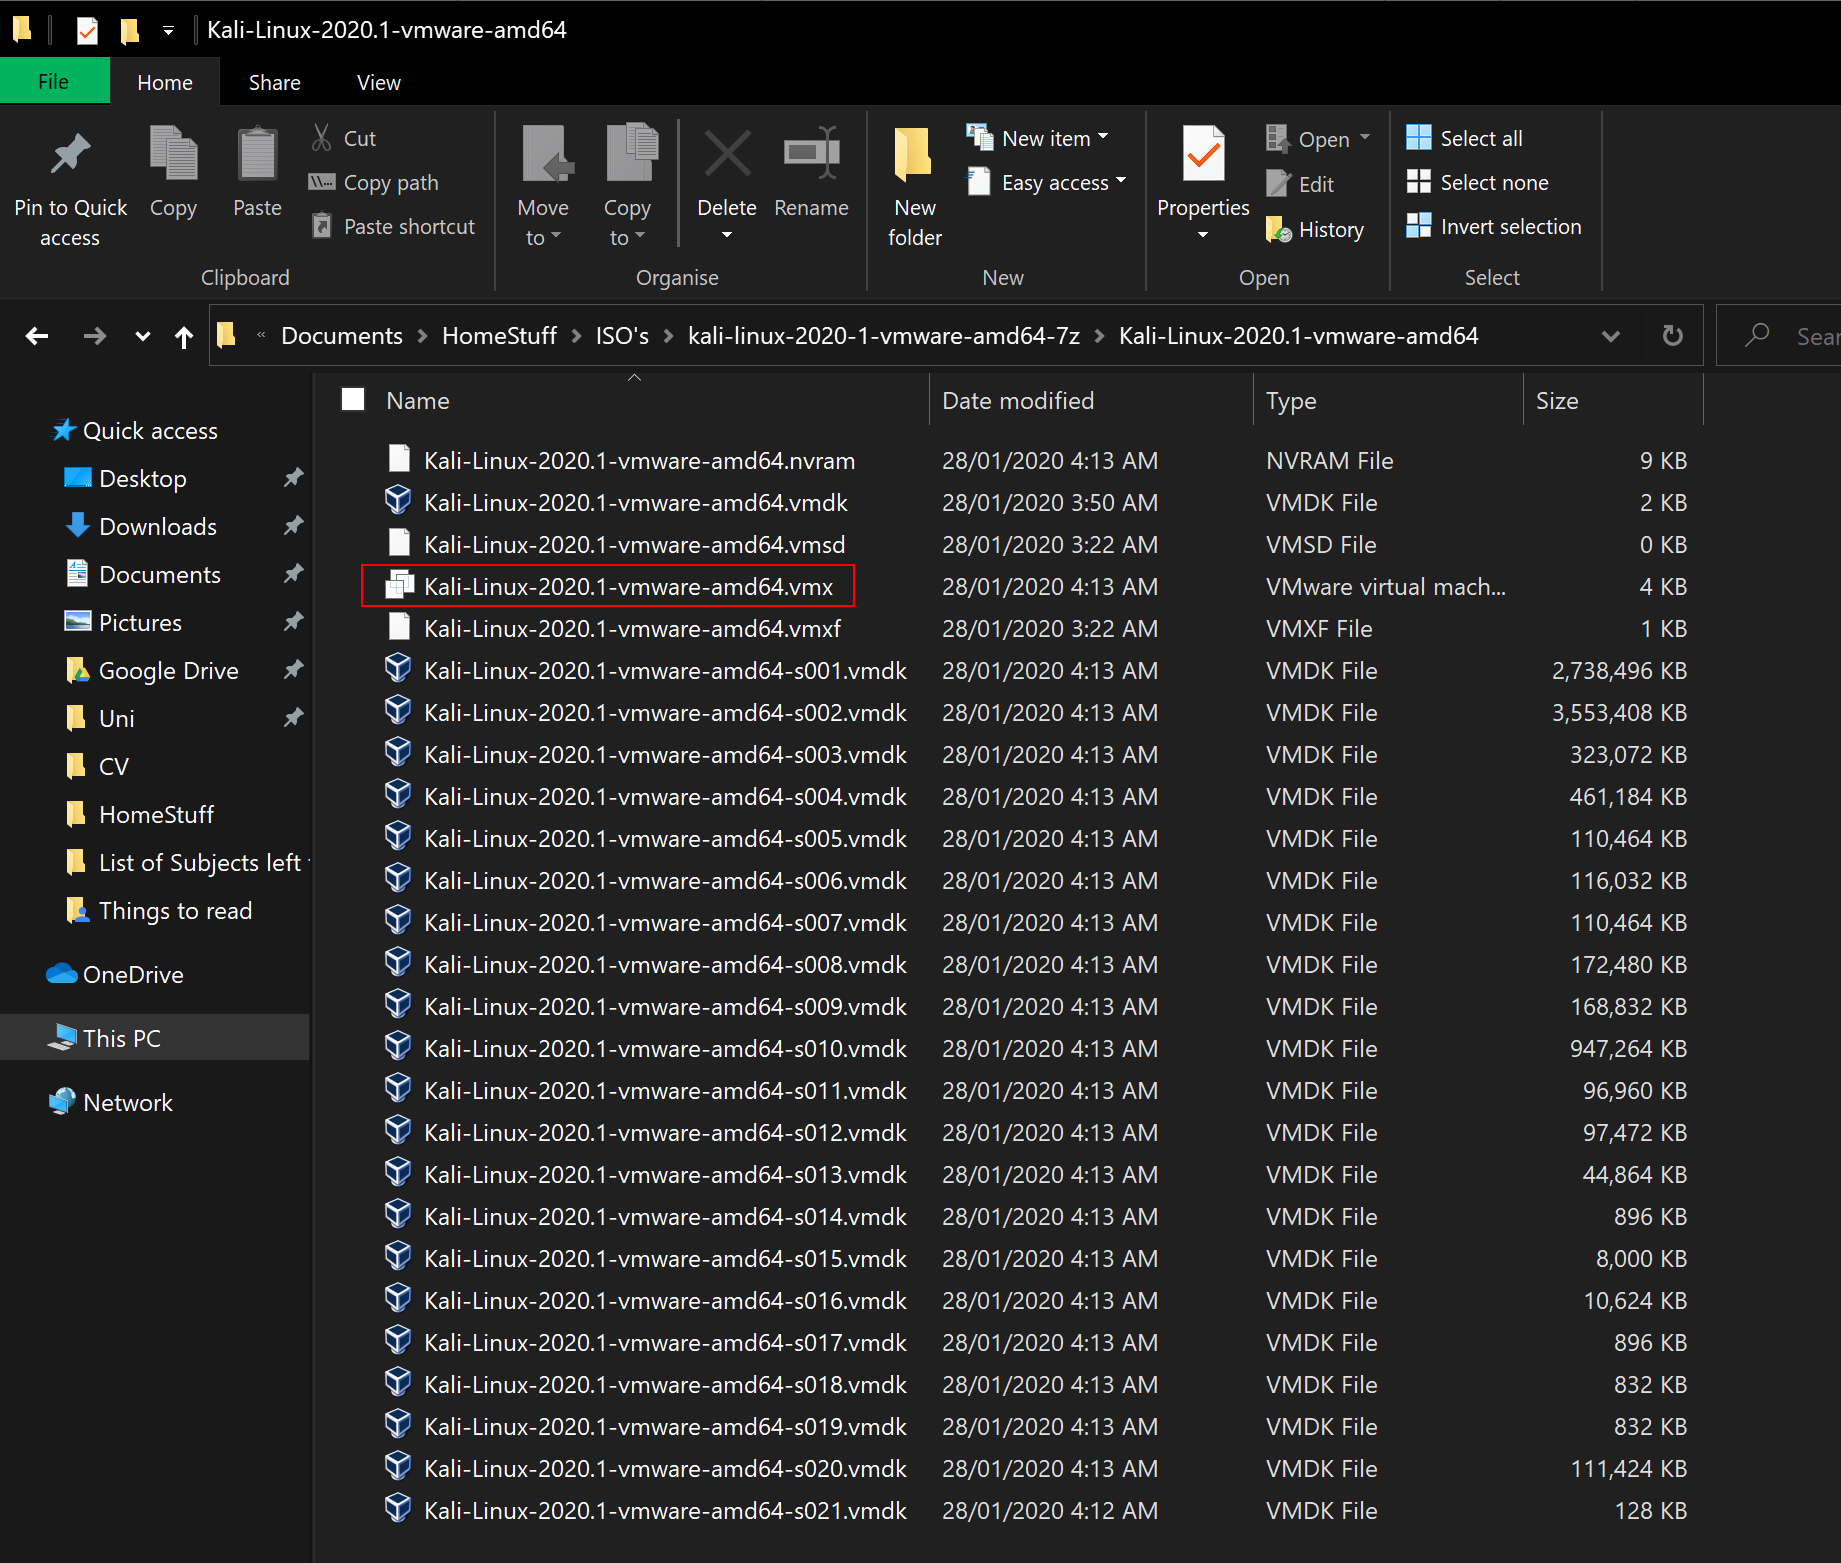 Kali-Linux-2020.1-vmware-amd64
File Home Share View
Pin to Quick access
Copy
Paste
Cut
Copy path
Paste shortcut
Clipboard
Move to
Copy to
Delete
Rename
Organise
New folder
New item
Easy access
New
Properties
Open
Edit
History
Open
Select all
Select none
Invert selection
Select
« Documents > HomeStuff > ISO's > kali-linux-2020-1-vmware-amd64-7z > Kali-Linux-2020.1-vmware-amd64
Quick access
Desktop
Downloads
Documents
Pictures
Google Drive
Uni
CV
HomeStuff
List of Subjects left
Things to read
OneDrive
This PC
Network
Name Date modified Type Size
Kali-Linux-2020.1-vmware-amd64.nvram 28/01/2020 4:13 AM NVRAM File 9 KB
Kali-Linux-2020.1-vmware-amd64.vmdk 28/01/2020 3:50 AM VMDK File 2 KB
Kali-Linux-2020.1-vmware-amd64.vmsd 28/01/2020 3:22 AM VMSD File 0 KB
Kali-Linux-2020.1-vmware-amd64.vmx 28/01/2020 4:13 AM VMware virtual mach... 4 KB
Kali-Linux-2020.1-vmware-amd64.vmxf 28/01/2020 3:22 AM VMXF File 1 KB
Kali-Linux-2020.1-vmware-amd64-s001.vmdk 28/01/2020 4:13 AM VMDK File 2,738,496 KB
Kali-Linux-2020.1-vmware-amd64-s002.vmdk 28/01/2020 4:13 AM VMDK File 3,553,408 KB
Kali-Linux-2020.1-vmware-amd64-s003.vmdk 28/01/2020 4:13 AM VMDK File 323,072 KB
Kali-Linux-2020.1-vmware-amd64-s004.vmdk 28/01/2020 4:13 AM VMDK File 461,184 KB
Kali-Linux-2020.1-vmware-amd64-s005.vmdk 28/01/2020 4:13 AM VMDK File 110,464 KB
Kali-Linux-2020.1-vmware-amd64-s006.vmdk 28/01/2020 4:13 AM VMDK File 116,032 KB
Kali-Linux-2020.1-vmware-amd64-s007.vmdk 28/01/2020 4:13 AM VMDK File 110,464 KB
Kali-Linux-2020.1-vmware-amd64-s008.vmdk 28/01/2020 4:13 AM VMDK File 172,480 KB
Kali-Linux-2020.1-vmware-amd64-s009.vmdk 28/01/2020 4:13 AM VMDK File 168,832 KB
Kali-Linux-2020.1-vmware-amd64-s010.vmdk 28/01/2020 4:13 AM VMDK File 947,264 KB
Kali-Linux-2020.1-vmware-amd64-s011.vmdk 28/01/2020 4:13 AM VMDK File 96,960 KB
Kali-Linux-2020.1-vmware-amd64-s012.vmdk 28/01/2020 4:13 AM VMDK File 97,472 KB
Kali-Linux-2020.1-vmware-amd64-s013.vmdk 28/01/2020 4:13 AM VMDK File 44,864 KB
Kali-Linux-2020.1-vmware-amd64-s014.vmdk 28/01/2020 4:13 AM VMDK File 896 KB
Kali-Linux-2020.1-vmware-amd64-s015.vmdk 28/01/2020 4:13 AM VMDK File 8,000 KB
Kali-Linux-2020.1-vmware-amd64-s016.vmdk 28/01/2020 4:13 AM VMDK File 10,624 KB
Kali-Linux-2020.1-vmware-amd64-s017.vmdk 28/01/2020 4:13 AM VMDK File 896 KB
Kali-Linux-2020.1-vmware-amd64-s018.vmdk 28/01/2020 4:13 AM VMDK File 832 KB
Kali-Linux-2020.1-vmware-amd64-s019.vmdk 28/01/2020 4:13 AM VMDK File 832 KB
Kali-Linux-2020.1-vmware-amd64-s020.vmdk 28/01/2020 4:13 AM VMDK File 111,424 KB
Kali-Linux-2020.1-vmware-amd64-s021.vmdk 28/01/2020 4:12 AM VMDK File 128 KB